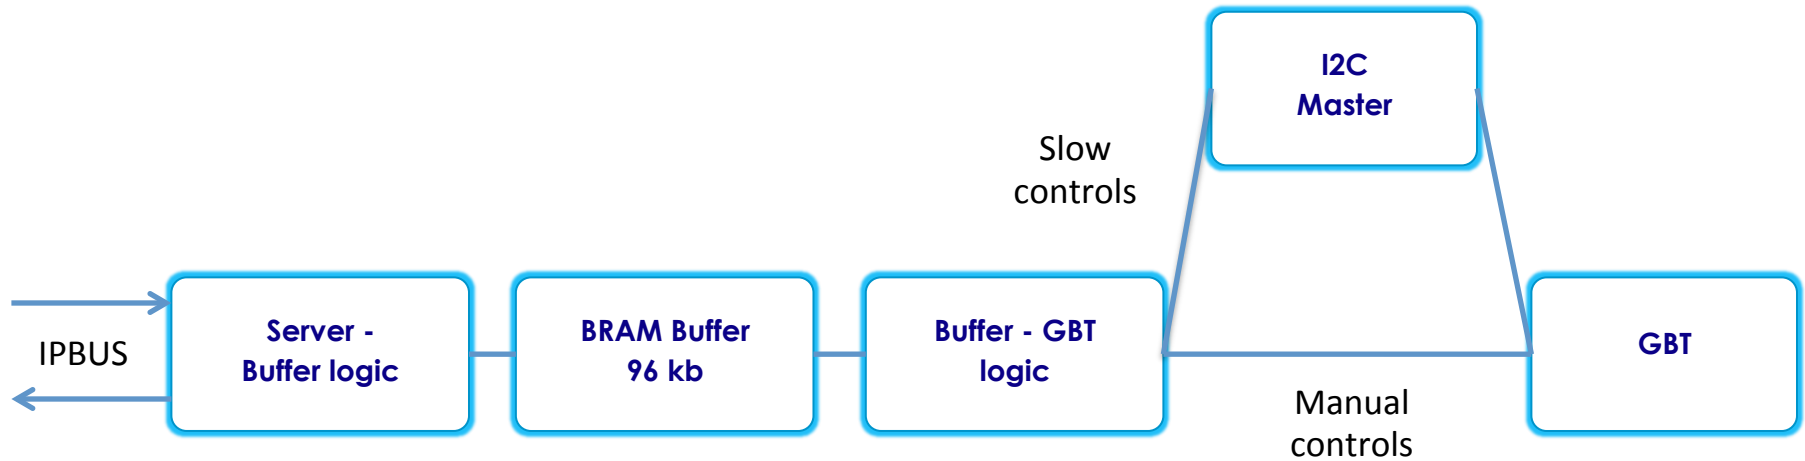 I2C
Master
Slow
controls
IPBUS
Server -
Buffer logic
BRAM Buffer
96 kb
Buffer - GBT
logic
Manual
controls
GBT